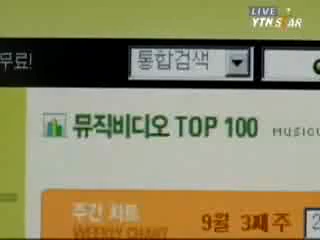 LIVE
YTN STAR
무료!
통합검색
뮤직비디오 TOP 100
주간 차트
WEEKLY CHART
9월 3째주
2